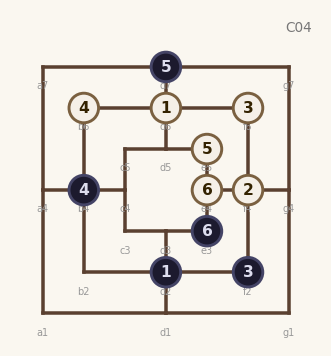 C04
5
a7 d7 g7
4 1 3
b6 d6 f6
5
c5 d5 e5
4 6 2
a4 b4 c4 e4 f4 g4
6
c3 d3 e3
1 3
b2 d2 f2
a1 d1 g1